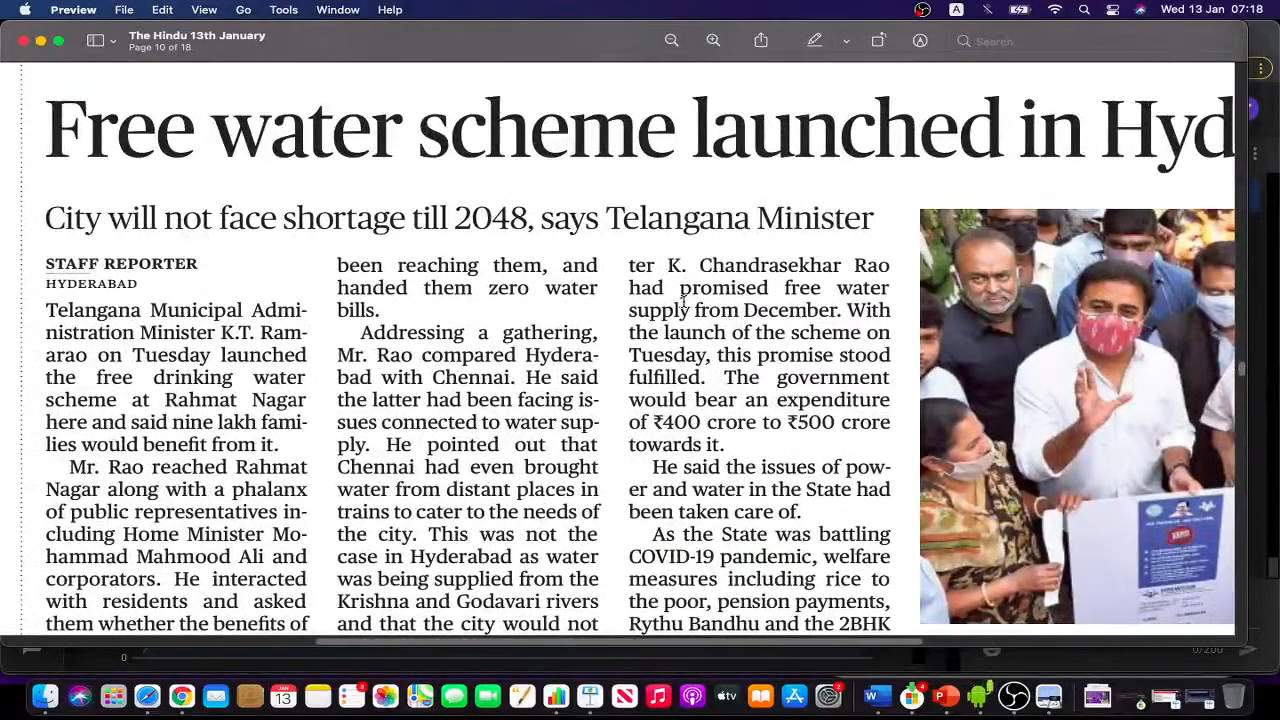 Preview File Edit View Go Tools Window Help A Wed 13 Jan 07:18
The Hindu 13th January
Page 10 of 18
Search
Free water scheme launched in Hyd
City will not face shortage till 2048, says Telangana Minister
STAFF REPORTER
HYDERABAD
Telangana Municipal Admi-
nistration Minister K.T. Ram-
arao on Tuesday launched
the free drinking water
scheme at Rahmat Nagar
here and said nine lakh fami-
lies would benefit from it.
Mr. Rao reached Rahmat
Nagar along with a phalanx
of public representatives in-
cluding Home Minister Mo-
hammad Mahmood Ali and
corporators. He interacted
with residents and asked
them whether the benefits of
been reaching them, and
handed them zero water
bills.
Addressing a gathering,
Mr. Rao compared Hydera-
bad with Chennai. He said
the latter had been facing is-
sues connected to water sup-
ply. He pointed out that
Chennai had even brought
water from distant places in
trains to cater to the needs of
the city. This was not the
case in Hyderabad as water
was being supplied from the
Krishna and Godavari rivers
and that the city would not
ter K. Chandrasekhar Rao
had promised free water
supply from December. With
the launch of the scheme on
Tuesday, this promise stood
fulfilled. The government
would bear an expenditure
of ₹400 crore to ₹500 crore
towards it.
He said the issues of pow-
er and water in the State had
been taken care of.
As the State was battling
COVID-19 pandemic, welfare
measures including rice to
the poor, pension payments,
Rythu Bandhu and the 2BHK
0
0/200
JAN
13
tv
W
P